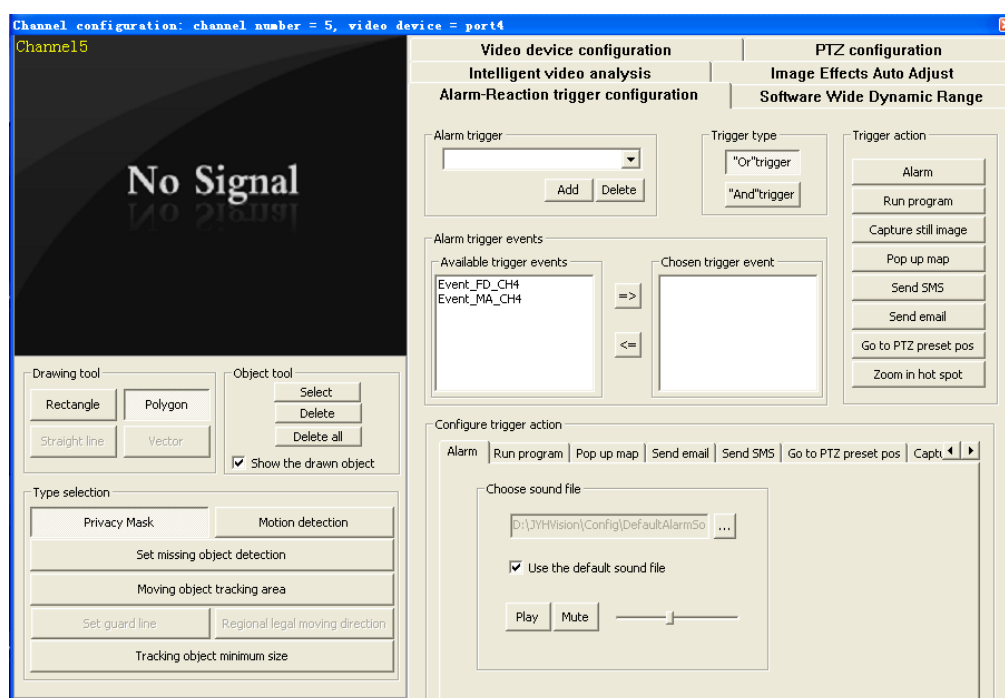 Channel configuration: channel number = 5, video device = port4
Channel5
No Signal
Video device configuration
PTZ configuration
Intelligent video analysis
Image Effects Auto Adjust
Alarm-Reaction trigger configuration
Software Wide Dynamic Range
Alarm trigger
Add
Delete
Trigger type
"Or"trigger
"And"trigger
Trigger action
Alarm
Run program
Capture still image
Pop up map
Send SMS
Send email
Go to PTZ preset pos
Zoom in hot spot
Alarm trigger events
Available trigger events
Event_FD_CH4
Event_MA_CH4
=>
<=
Chosen trigger event
Drawing tool
Rectangle
Polygon
Straight line
Vector
Object tool
Select
Delete
Delete all
Show the drawn object
Type selection
Privacy Mask
Motion detection
Set missing object detection
Moving object tracking area
Set guard line
Regional legal moving direction
Tracking object minimum size
Configure trigger action
Alarm
Run program
Pop up map
Send email
Send SMS
Go to PTZ preset pos
Captu
Choose sound file
D:\JYHVision\Config\DefaultAlarmSo
...
Use the default sound file
Play
Mute